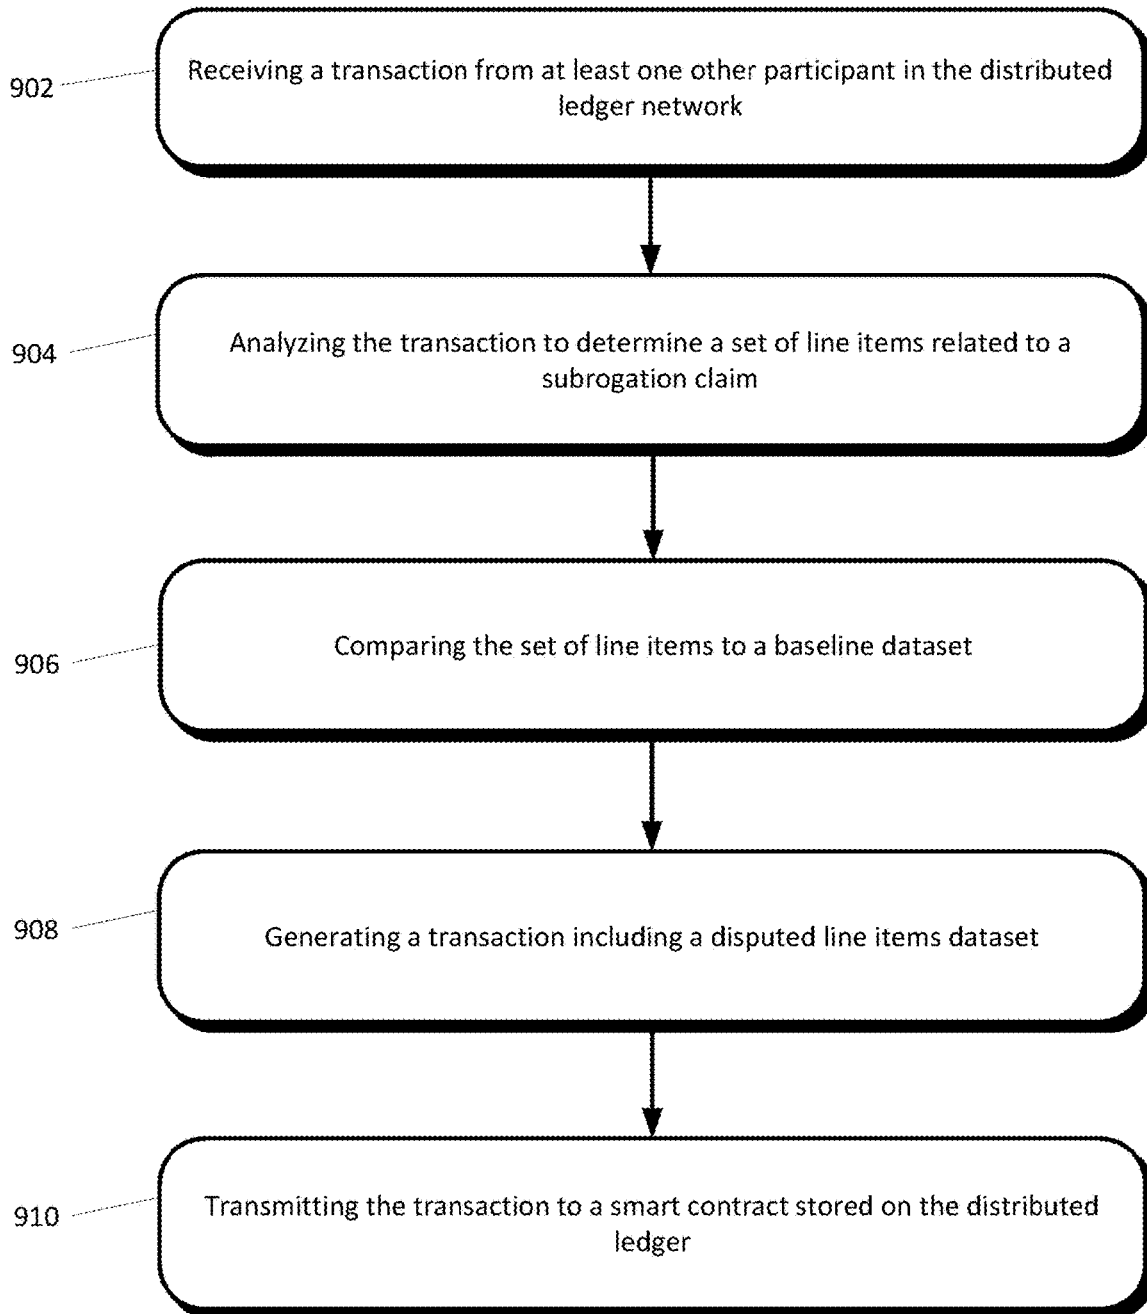 902
Receiving a transaction from at least one other participant in the distributed
ledger network
904
Analyzing the transaction to determine a set of line items related to a
subrogation claim
906
Comparing the set of line items to a baseline dataset
908
Generating a transaction including a disputed line items dataset
910
Transmitting the transaction to a smart contract stored on the distributed
ledger